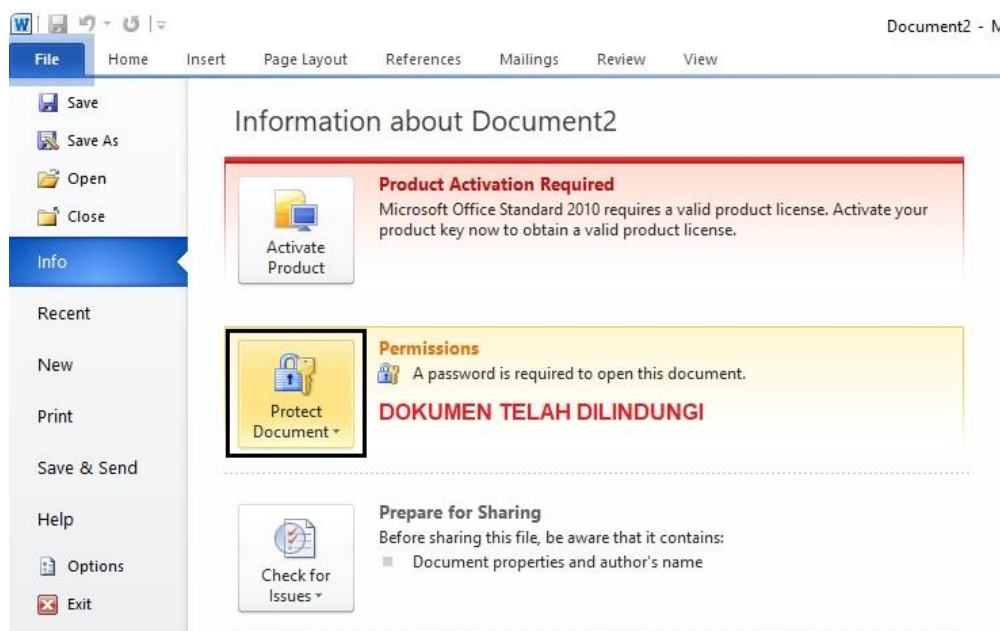 W
Document2 - M
File Home Insert Page Layout References Mailings Review View
Save
Save As
Open
Close
Info
Recent
New
Print
Save & Send
Help
Options
Exit
Information about Document2
Activate
Product
Product Activation Required
Microsoft Office Standard 2010 requires a valid product license. Activate your
product key now to obtain a valid product license.
Protect
Document
Permissions
A password is required to open this document.
DOKUMEN TELAH DILINDUNGI
Check for
Issues
Prepare for Sharing
Before sharing this file, be aware that it contains:
Document properties and author's name